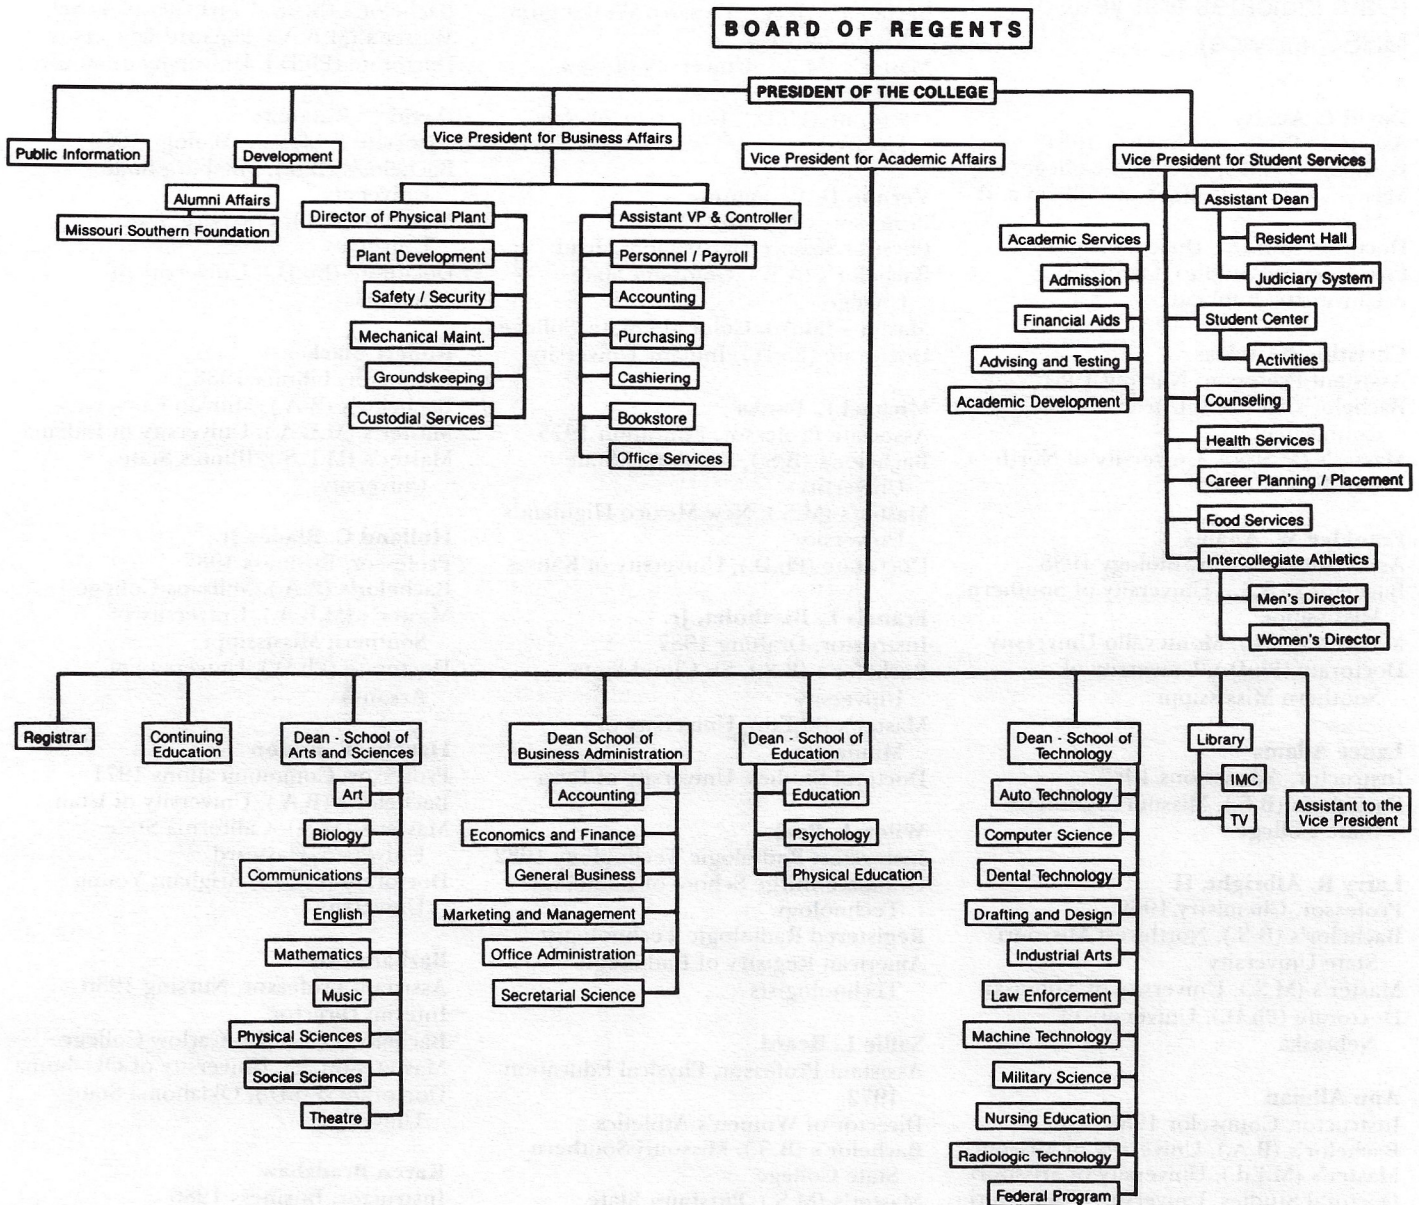 BOARD OF REGENTS
PRESIDENT OF THE COLLEGE
Public Information
Development
Vice President for Business Affairs
Vice President for Academic Affairs
Vice President for Student Services
Alumni Affairs
Missouri Southern Foundation
Director of Physical Plant
Plant Development
Safety / Security
Mechanical Maint.
Groundskeeping
Custodial Services
Assistant VP & Controller
Personnel / Payroll
Accounting
Purchasing
Cashiering
Bookstore
Office Services
Academic Services
Admission
Financial Aids
Advising and Testing
Academic Development
Assistant Dean
Resident Hall
Judiciary System
Student Center
Activities
Counseling
Health Services
Career Planning / Placement
Food Services
Intercollegiate Athletics
Men's Director
Women's Director
Registrar
Continuing
Education
Dean - School of
Arts and Sciences
Art
Biology
Communications
English
Mathematics
Music
Physical Sciences
Social Sciences
Theatre
Dean School of
Business Administration
Accounting
Economics and Finance
General Business
Marketing and Management
Office Administration
Secretarial Science
Dean - School of
Education
Education
Psychology
Physical Education
Dean - School of
Technology
Auto Technology
Computer Science
Dental Technology
Drafting and Design
Industrial Arts
Law Enforcement
Machine Technology
Military Science
Nursing Education
Radiologic Technology
Federal Program
Library
IMC
TV
Assistant to the
Vice President